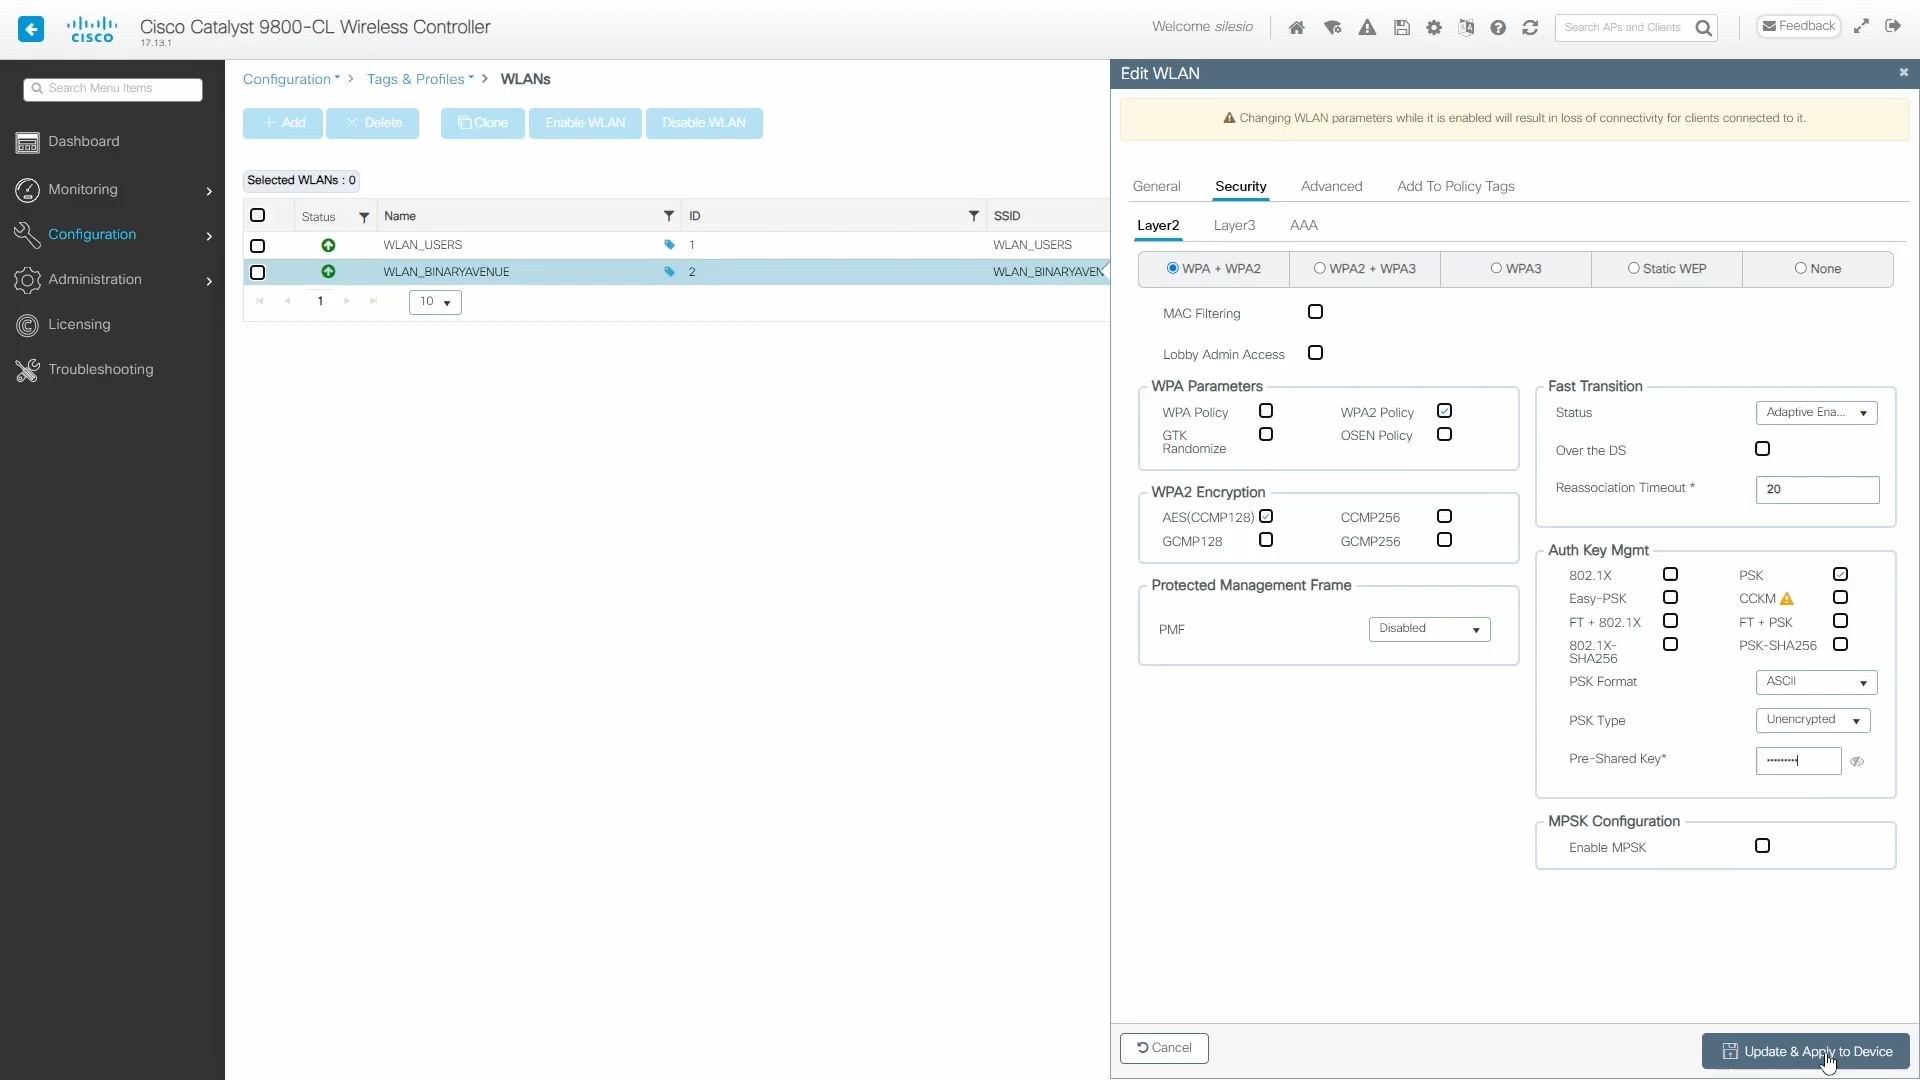 CISCO
Cisco Catalyst 9800-CL Wireless Controller
17.13.1
Welcome silesio
Search APs and Clients
Feedback
Search Menu Items
Dashboard
Monitoring
Configuration
Administration
Licensing
Troubleshooting
Configuration > Tags & Profiles > WLANs
+ Add
× Delete
Clone
Enable WLAN
Disable WLAN
Selected WLANs : 0
Status Name ID SSID
WLAN_USERS 1 WLAN_USERS
WLAN_BINARYAVENUE 2 WLAN_BINARYAVEN
1 10
Edit WLAN
Changing WLAN parameters while it is enabled will result in loss of connectivity for clients connected to it.
General Security Advanced Add To Policy Tags
Layer2 Layer3 AAA
WPA + WPA2 WPA2 + WPA3 WPA3 Static WEP None
MAC Filtering
Lobby Admin Access
WPA Parameters
WPA Policy WPA2 Policy
GTK Randomize OSEN Policy
WPA2 Encryption
AES(CCMP128) CCMP256
GCMP128 GCMP256
Protected Management Frame
PMF Disabled
Fast Transition
Status Adaptive Ena...
Over the DS
Reassociation Timeout * 20
Auth Key Mgmt
802.1X PSK
Easy-PSK CCKM
FT + 802.1X FT + PSK
802.1X-SHA256 PSK-SHA256
PSK Format ASCII
PSK Type Unencrypted
Pre-Shared Key*
MPSK Configuration
Enable MPSK
Cancel
Update & Apply to Device